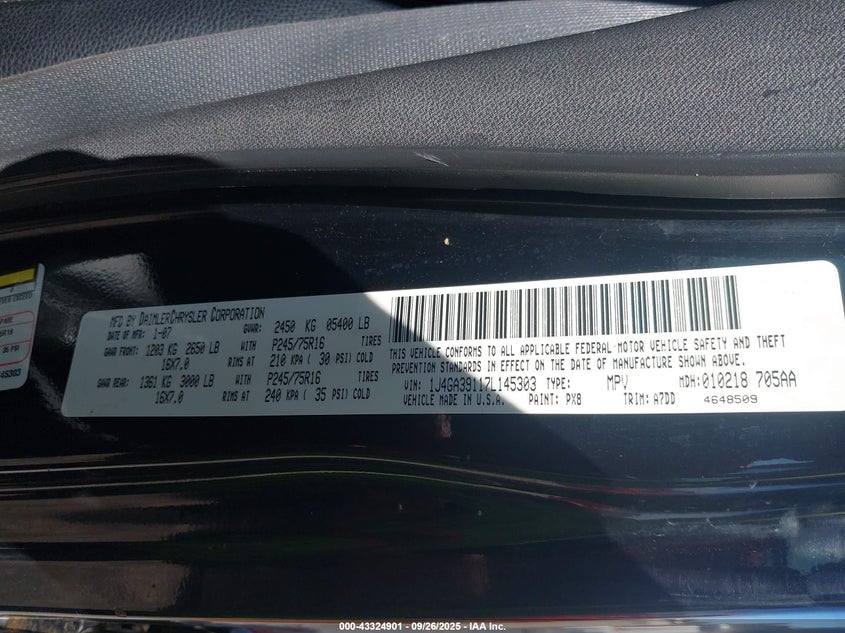 EVER EXCEED
35 PSI
45303
MFD BY DAIMLERCHRYSLER CORPORATION
DATE OF MFR: 1-07 GVWR: 2450 KG 05400 LB
GAWR FRONT: 1203 KG 2650 LB WITH P245/75R16 TIRES
16X7.0 RIMS AT 210 KPA ( 30 PSI) COLD
GAWR REAR: 1361 KG 3000 LB WITH P245/75R16 TIRES
16X7.0 RIMS AT 240 KPA ( 35 PSI) COLD
THIS VEHICLE CONFORMS TO ALL APPLICABLE FEDERAL-MOTOR VEHICLE SAFETY AND THEFT
PREVENTION STANDARDS IN EFFECT ON THE DATE OF MANUFACTURE SHOWN ABOVE.
VIN: 1J4GA39117L145303 TYPE: MPV MDH: 010218 705AA
VEHICLE MADE IN U.S.A. PAINT: PX8 TRIM: A7DD 4648509
000-43324901 - 09/26/2025 - IAA Inc.